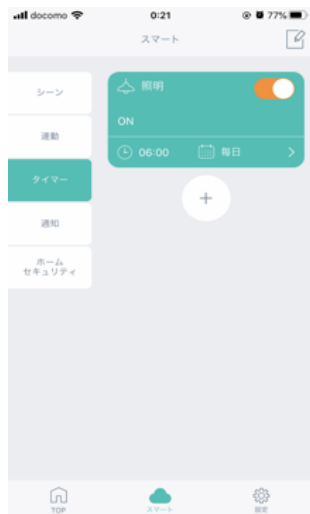 docomo 0:21 77%
スマート
シーン
連動
タイマー
通知
ホーム
セキュリティ
照明
ON
06:00 毎日
+
TOP スマート 設定